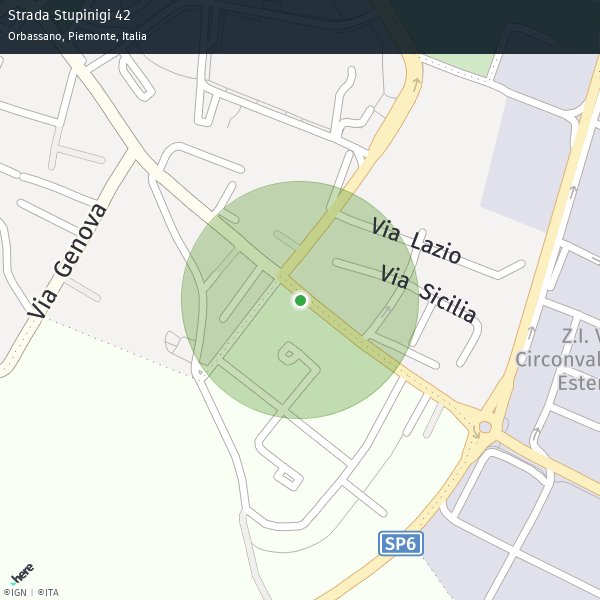 Strada Stupinigi 42
Orbassano, Piemonte, Italia
Via Genova
Via Lazio
Via Sicilia
Z.I. V
Circonval
Ester
SP6
here
©IGN | ©ITA